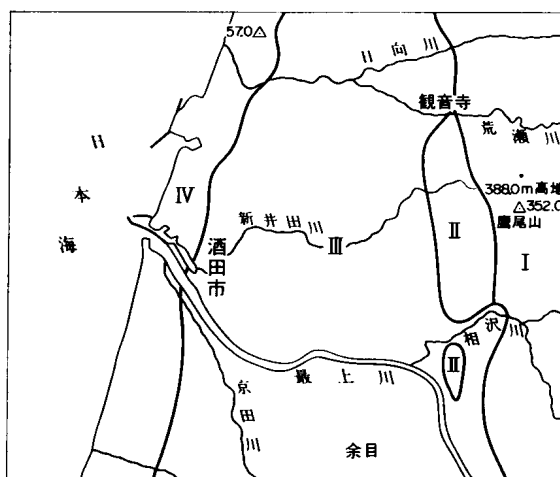 57.0△
日向川
観音寺
荒瀬川
日本海
388.0m高地
△352.0
鷹尾山
Ⅳ
新井田川
Ⅲ
Ⅱ
Ⅰ
酒田市
相沢川
Ⅱ
最上川
京田川
余目